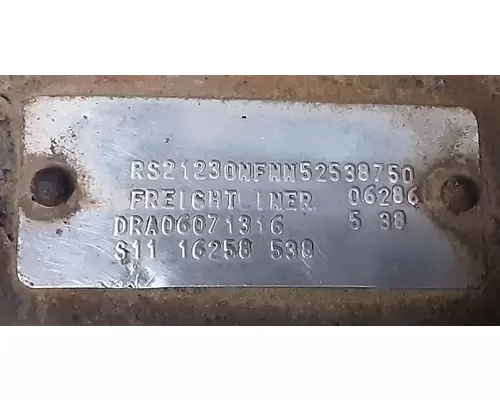 RS21230NFNN52538750
FREIGHTLINER 06286
DRA06071316 5 38
S11 16258 538